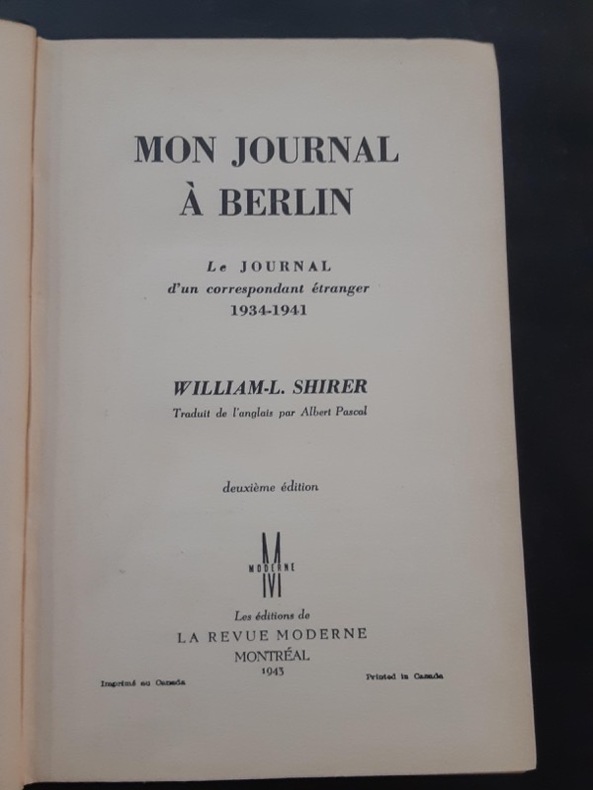 MON JOURNAL
À BERLIN
Le JOURNAL
d'un correspondant étranger
1934-1941
WILLIAM-L. SHIRER
Traduit de l'anglais par Albert Pascal
deuxième édition
M
MODERNE
M
Les éditions de
LA REVUE MODERNE
MONTRÉAL
1943
Imprimé au Canada
Printed in Canada